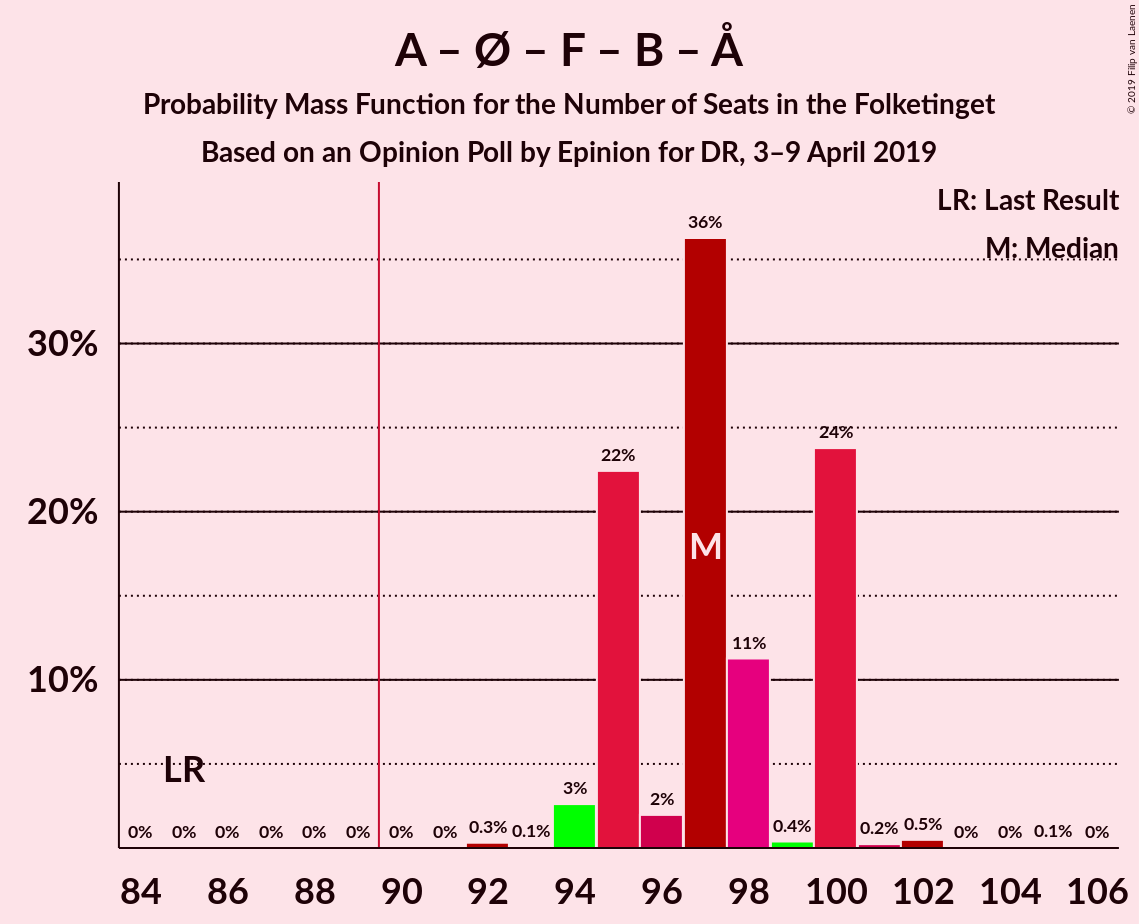 A – Ø – F – B – Å
Probability Mass Function for the Number of Seats in the Folketinget
Based on an Opinion Poll by Epinion for DR, 3–9 April 2019
© 2019 Filip van Laenen
LR: Last Result
M: Median
30%
20%
10%
36%
24%
22%
M
11%
LR
3%
2%
0% 0% 0% 0% 0% 0% 0% 0% 0.3% 0.1% 0.4% 0.2% 0.5% 0% 0% 0.1% 0%
84 86 88 90 92 94 96 98 100 102 104 106